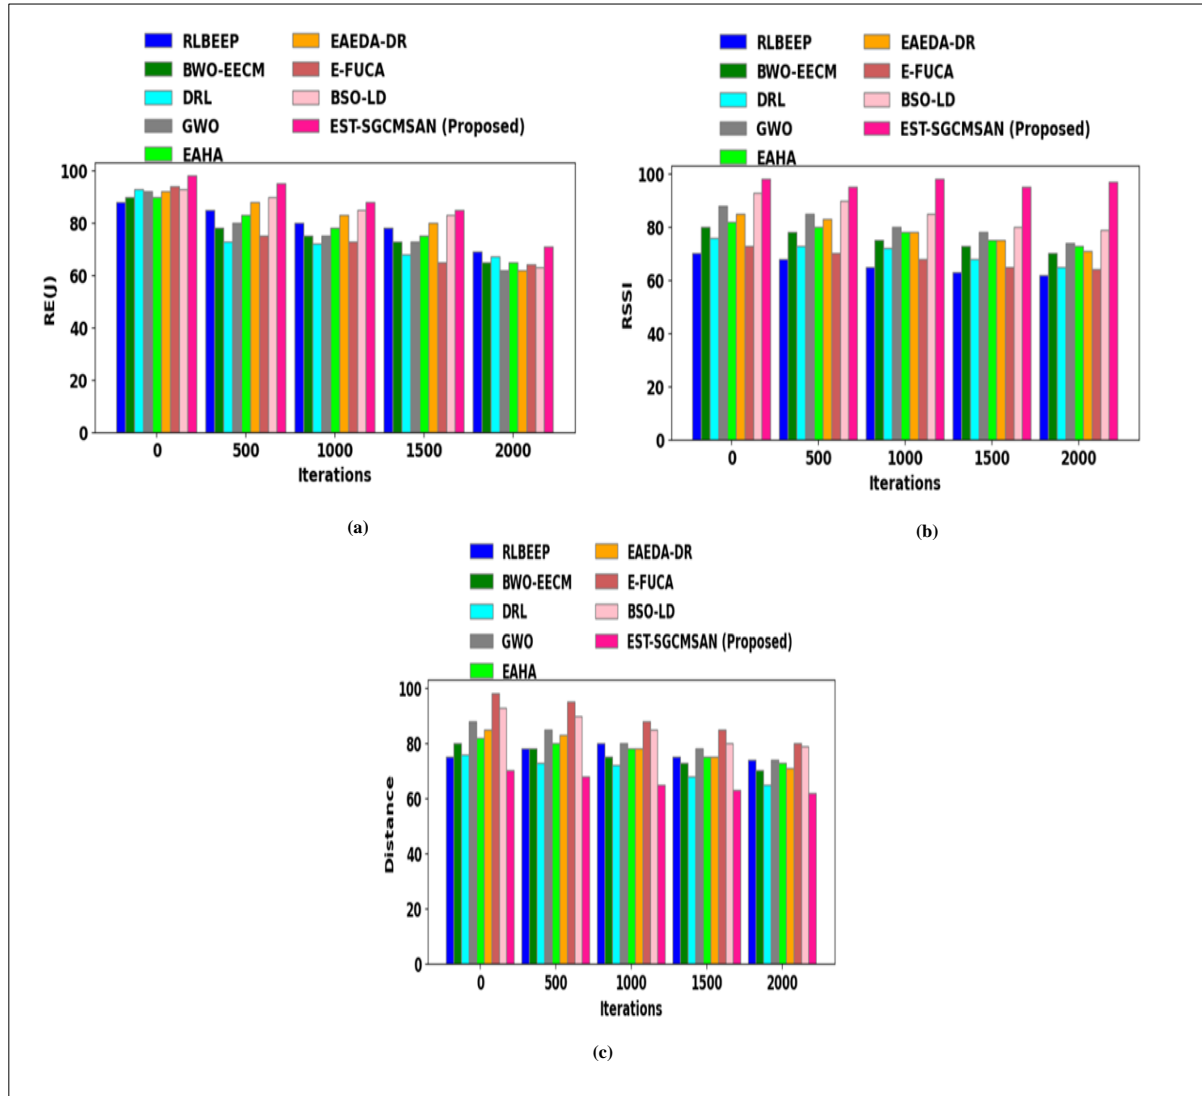 RLBEEP
BWO-EECM
DRL
GWO
EAHA
EAEDA-DR
E-FUCA
BSO-LD
EST-SGCMSAN (Proposed)
100
80
60
40
20
0
RE(J)
0 500 1000 1500 2000
Iterations
(a)
RLBEEP
BWO-EECM
DRL
GWO
EAHA
EAEDA-DR
E-FUCA
BSO-LD
EST-SGCMSAN (Proposed)
100
80
60
40
20
0
RSSI
0 500 1000 1500 2000
Iterations
(b)
RLBEEP
BWO-EECM
DRL
GWO
EAHA
EAEDA-DR
E-FUCA
BSO-LD
EST-SGCMSAN (Proposed)
100
80
60
40
20
0
Distance
0 500 1000 1500 2000
Iterations
(c)